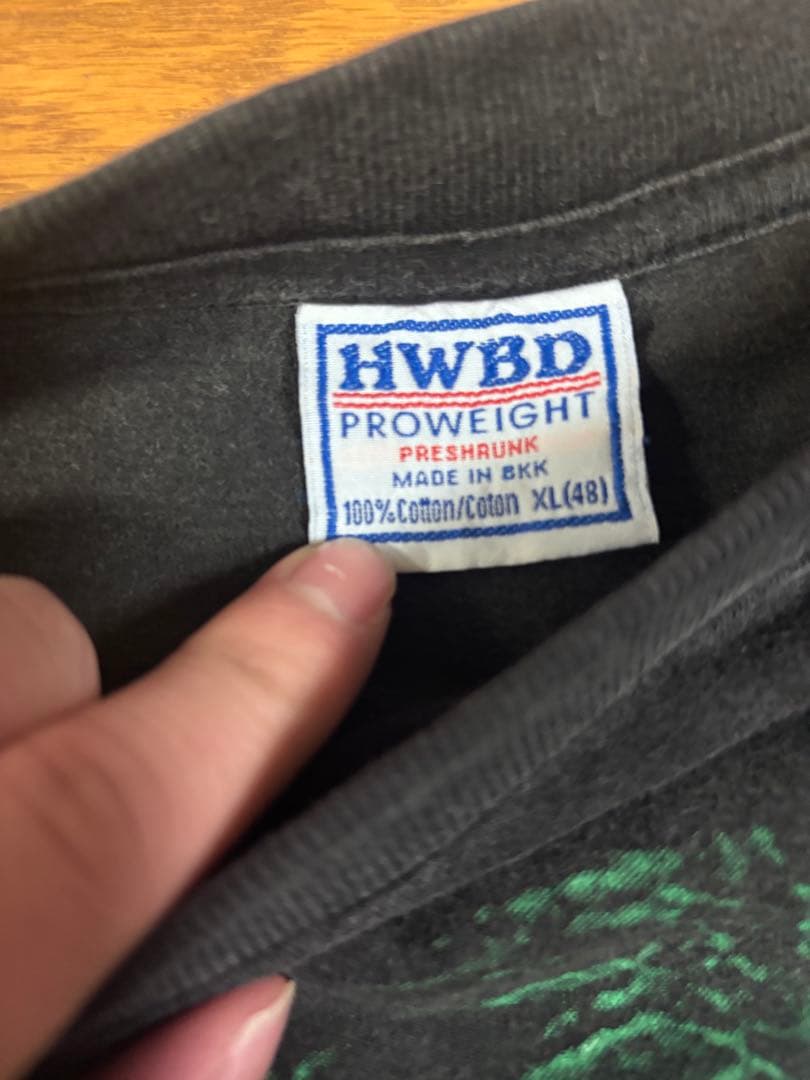 HWBD
PROWEIGHT
PRESHRUNK
MADE IN BKK
100%Cotton/Coton XL(48)